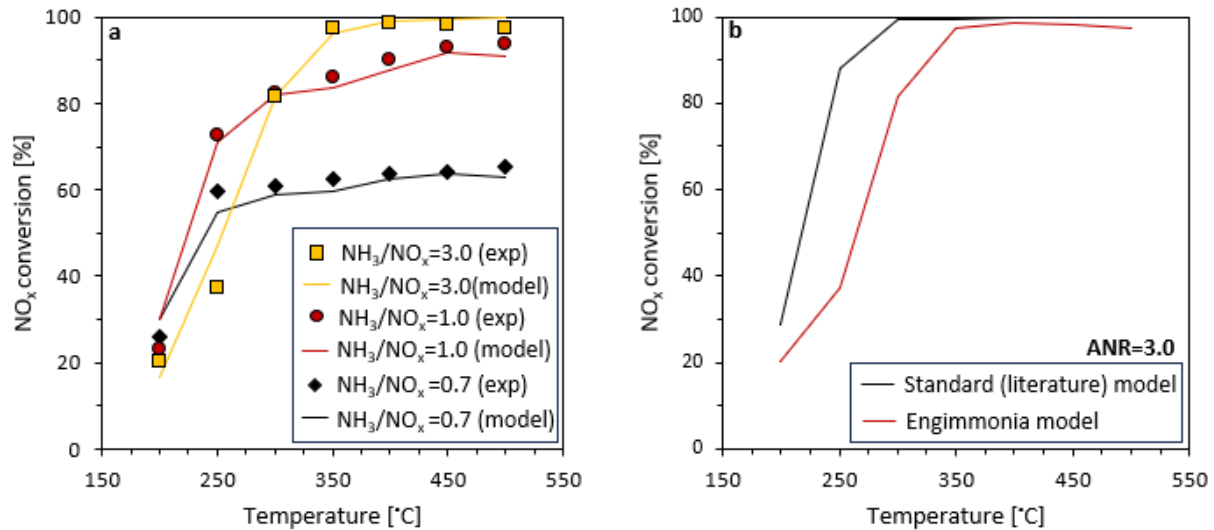 a
100
80
60
40
20
0
NOₓ conversion [%]
NH₃/NOₓ=3.0 (exp)
NH₃/NOₓ=3.0(model)
NH₃/NOₓ=1.0 (exp)
NH₃/NOₓ=1.0 (model)
NH₃/NOₓ=0.7 (exp)
NH₃/NOₓ=0.7 (model)
150 250 350 450 550
Temperature [˚C]
b
100
80
60
40
20
0
NOₓ conversion [%]
ANR=3.0
Standard (literature) model
Engimmonia model
150 250 350 450 550
Temperature [˚C]